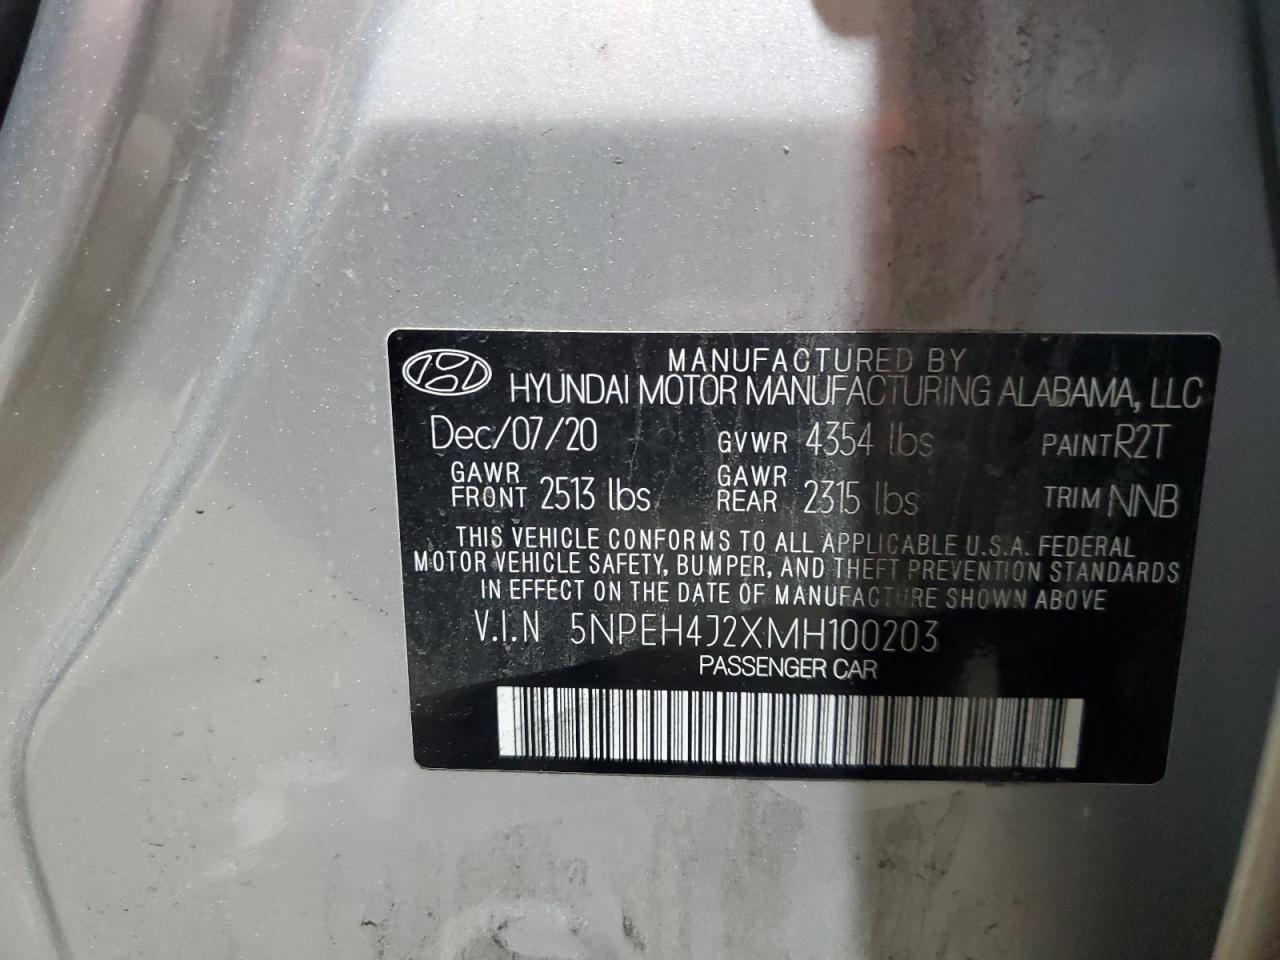 MANUFACTURED BY
HYUNDAI MOTOR MANUFACTURING ALABAMA, LLC
Dec/07/20 GVWR 4354 lbs PAINT R2T
GAWR FRONT 2513 lbs GAWR REAR 2315 lbs TRIM NNB
THIS VEHICLE CONFORMS TO ALL APPLICABLE U.S.A. FEDERAL
MOTOR VEHICLE SAFETY, BUMPER, AND THEFT PREVENTION STANDARDS
IN EFFECT ON THE DATE OF MANUFACTURE SHOWN ABOVE
V.I.N 5NPEH4J2XMH100203
PASSENGER CAR